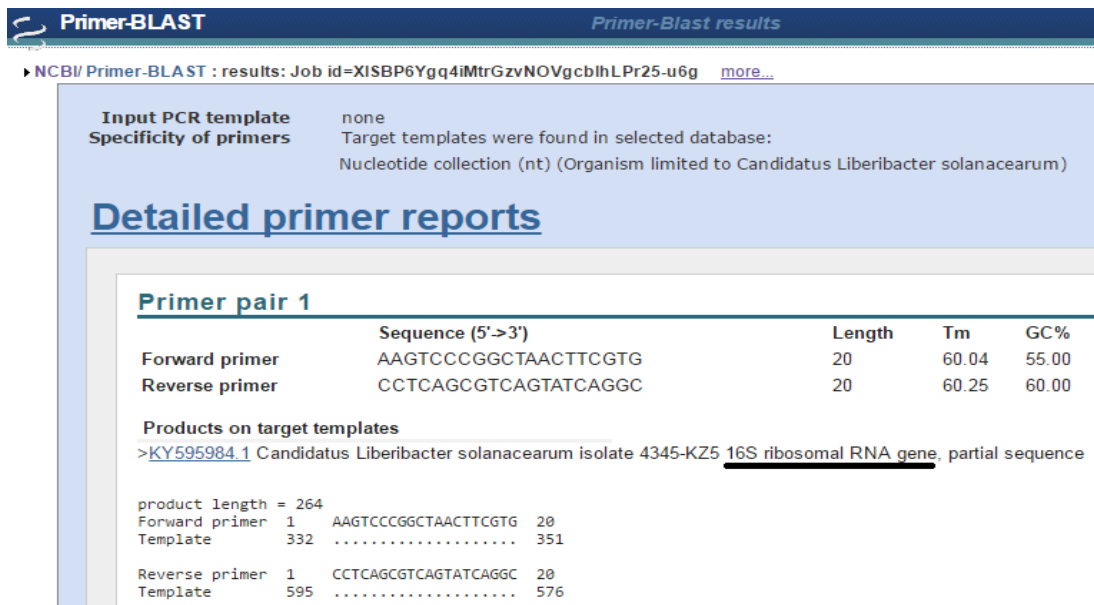 Primer-BLAST Primer-Blast results
NCBI/ Primer-BLAST : results: Job id=XISBP6Ygq4iMtrGzvNOVgcbIhLPr25-u6g more...
Input PCR template none
Specificity of primers Target templates were found in selected database:
Nucleotide collection (nt) (Organism limited to Candidatus Liberibacter solanacearum)
Detailed primer reports
Primer pair 1
Sequence (5'->3') Length Tm GC%
Forward primer AAGTCCCGGCTAACTTCGTG 20 60.04 55.00
Reverse primer CCTCAGCGTCAGTATCAGGC 20 60.25 60.00
Products on target templates
>KY595984.1 Candidatus Liberibacter solanacearum isolate 4345-KZ5 16S ribosomal RNA gene, partial sequence
product length = 264
Forward primer 1 AAGTCCCGGCTAACTTCGTG 20
Template 332 .................... 351
Reverse primer 1 CCTCAGCGTCAGTATCAGGC 20
Template 595 .................... 576